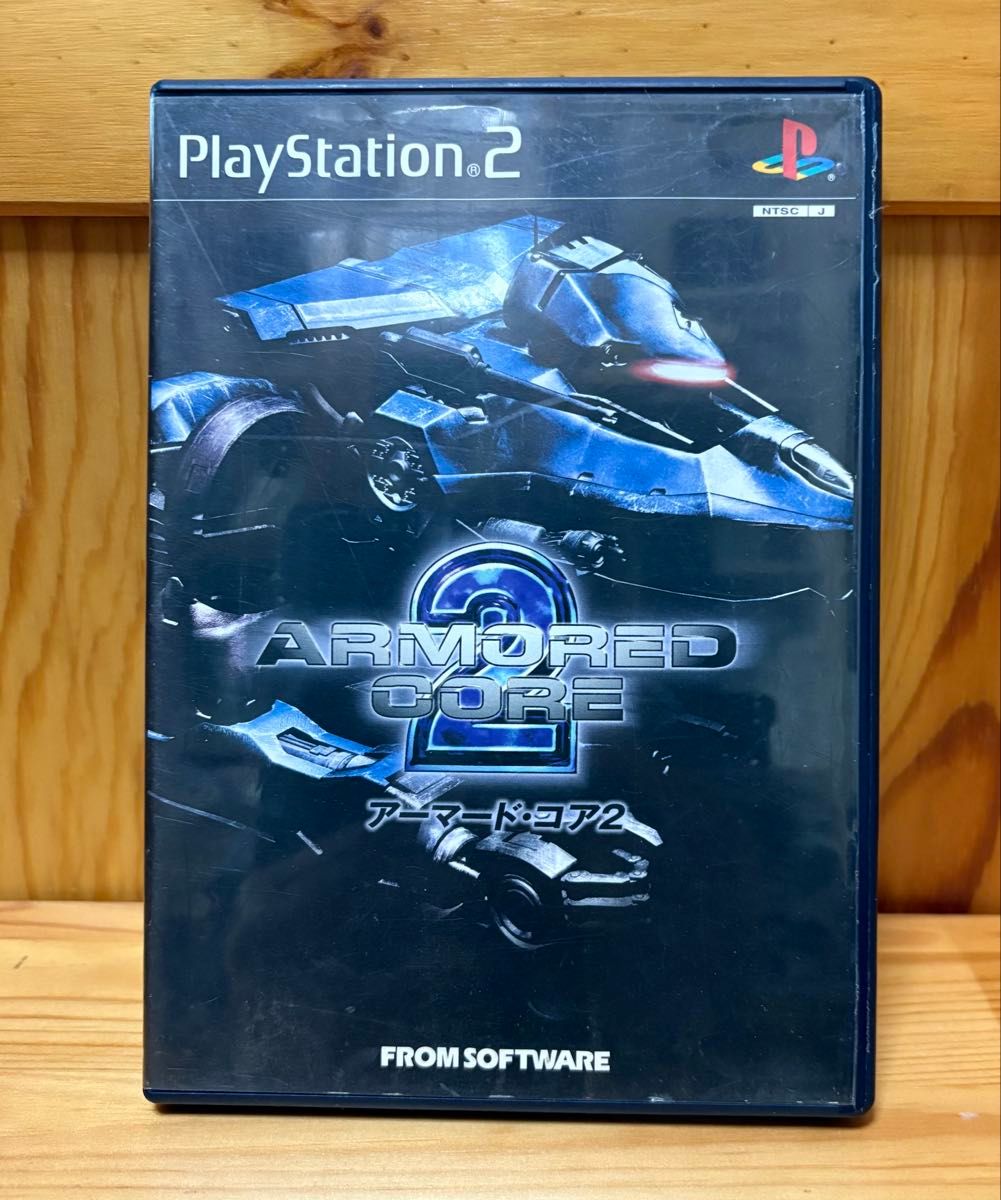 PlayStation®2
®
NTSC J
2
ARMORED
CORE
アーマード・コア2
FROM SOFTWARE